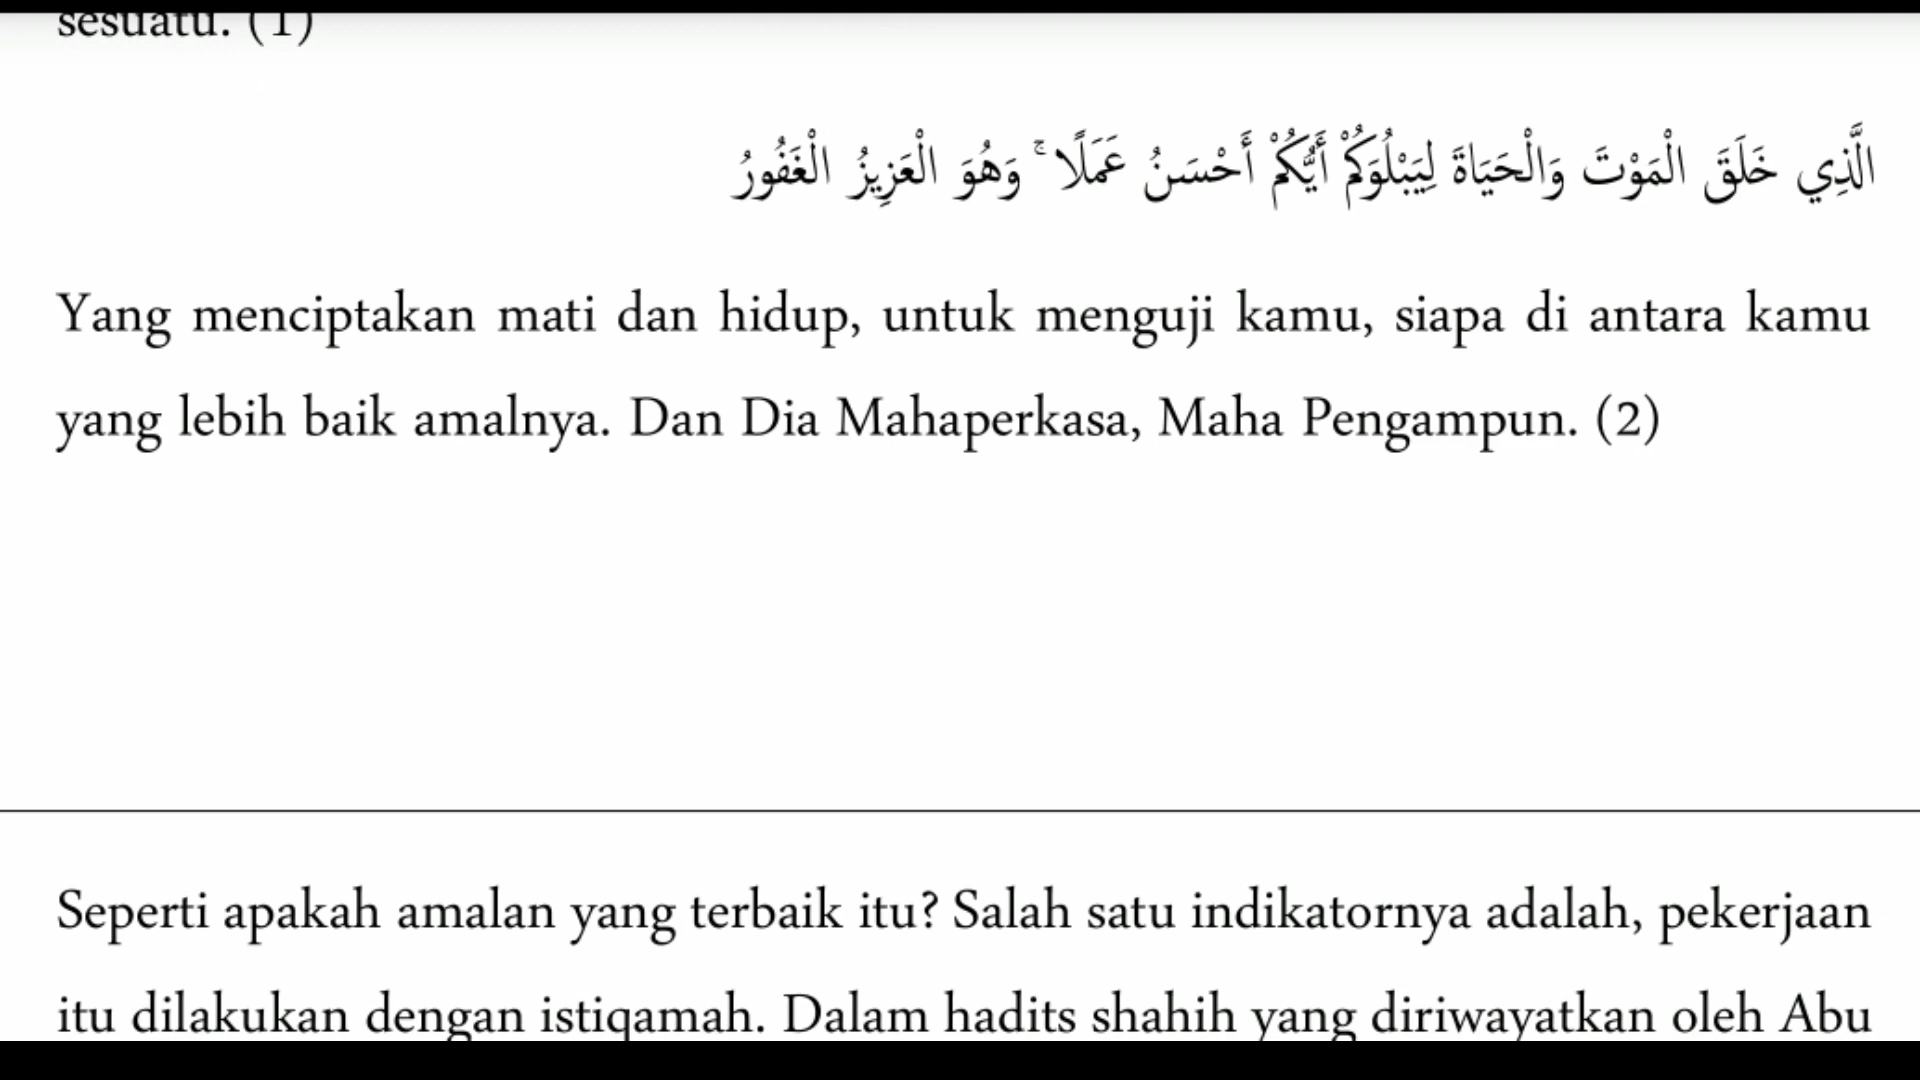 sesuatu. (1)
الَّذِي خَلَقَ الْمَوْتَ وَالْحَيَاةَ لِيَبْلُوَكُمْ أَيُّكُمْ أَحْسَنُ عَمَلًا ۚ وَهُوَ الْعَزِيزُ الْغَفُورُ
Yang menciptakan mati dan hidup, untuk menguji kamu, siapa di antara kamu
yang lebih baik amalnya. Dan Dia Mahaperkasa, Maha Pengampun. (2)
Seperti apakah amalan yang terbaik itu? Salah satu indikatornya adalah, pekerjaan
itu dilakukan dengan istiqamah. Dalam hadits shahih yang diriwayatkan oleh Abu